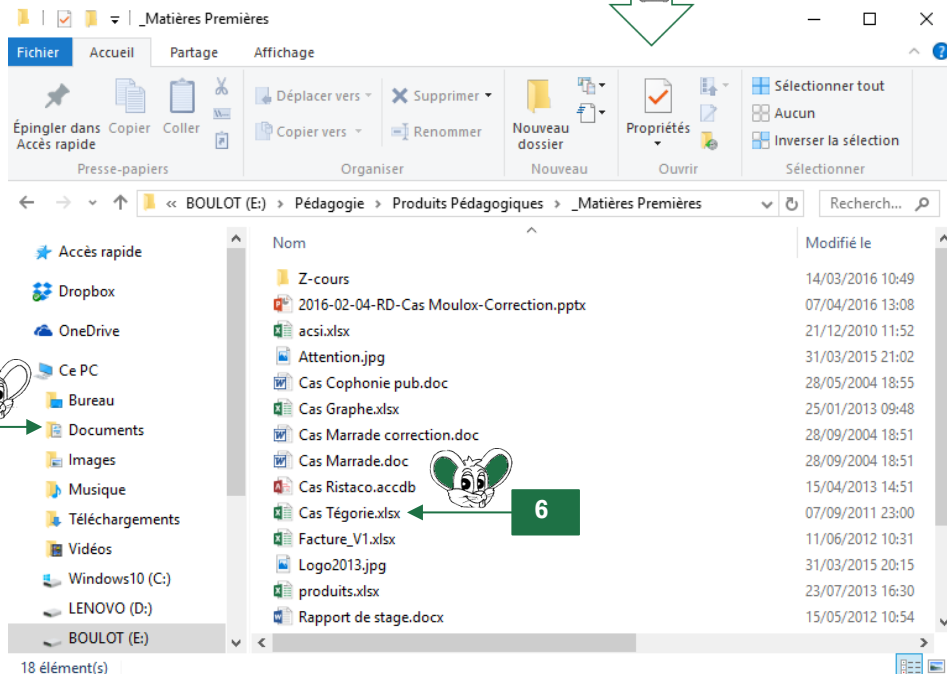 _Matières Premières
Fichier Accueil Partage Affichage
Épingler dans Accès rapide
Copier
Coller
Déplacer vers
Copier vers
Supprimer
Renommer
Nouveau dossier
Propriétés
Sélectionner tout
Aucun
Inverser la sélection
Presse-papiers Organiser Nouveau Ouvrir Sélectionner
« BOULOT (E:) > Pédagogie > Produits Pédagogiques > _Matières Premières
Recherch...
Accès rapide
Dropbox
OneDrive
Ce PC
Bureau
Documents
Images
Musique
Téléchargements
Vidéos
Windows10 (C:)
LENOVO (D:)
BOULOT (E:)
Nom Modifié le
Z-cours 14/03/2016 10:49
2016-02-04-RD-Cas Moulox-Correction.pptx 07/04/2016 13:08
acsi.xlsx 21/12/2010 11:52
Attention.jpg 31/03/2015 21:02
Cas Cophonie pub.doc 28/05/2004 18:55
Cas Graphe.xlsx 25/01/2013 09:48
Cas Marrade correction.doc 28/09/2004 18:51
Cas Marrade.doc 28/09/2004 18:51
Cas Ristaco.accdb 15/04/2013 14:51
Cas Tégorie.xlsx 6 07/09/2011 23:00
Facture_V1.xlsx 11/06/2012 10:31
Logo2013.jpg 31/03/2015 20:15
produits.xlsx 23/07/2013 16:30
Rapport de stage.docx 15/05/2012 10:54
18 élément(s)